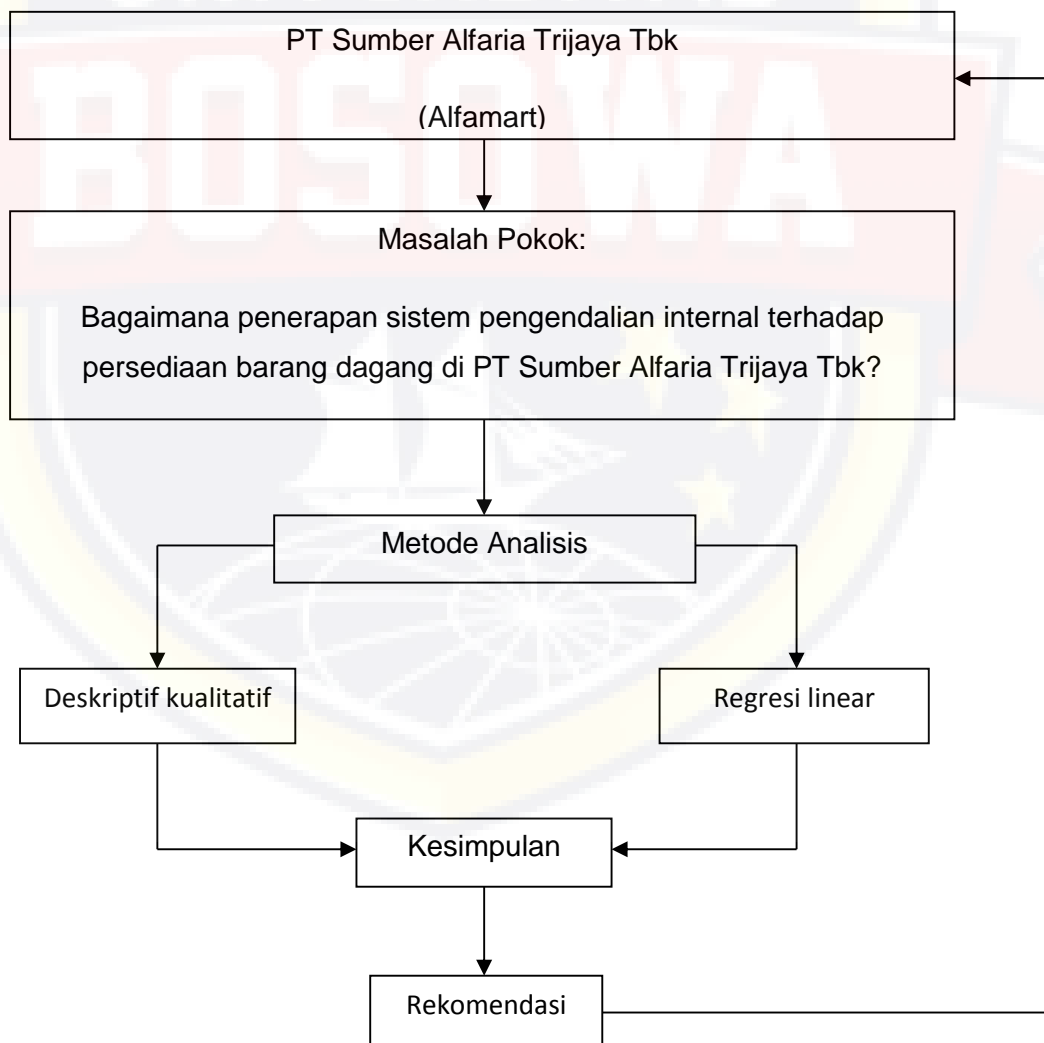 BOSOWA
PT Sumber Alfaria Trijaya Tbk
(Alfamart)
Masalah Pokok:
Bagaimana penerapan sistem pengendalian internal terhadap
persediaan barang dagang di PT Sumber Alfaria Trijaya Tbk?
Metode Analisis
Deskriptif kualitatif
Regresi linear
Kesimpulan
Rekomendasi